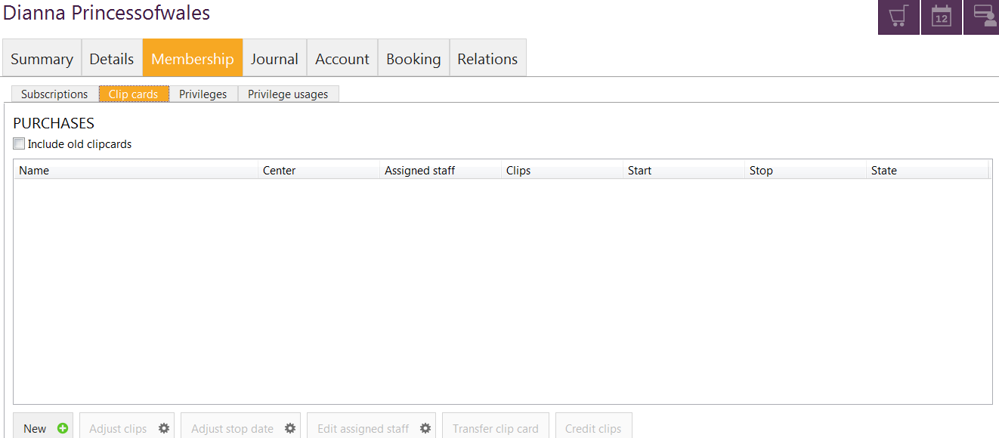 Dianna Princessofwales
12
Summary Details Membership Journal Account Booking Relations
Subscriptions Clip cards Privileges Privilege usages
PURCHASES
Include old clipcards
Name Center Assigned staff Clips Start Stop State
New Adjust clips Adjust stop date Edit assigned staff Transfer clip card Credit clips